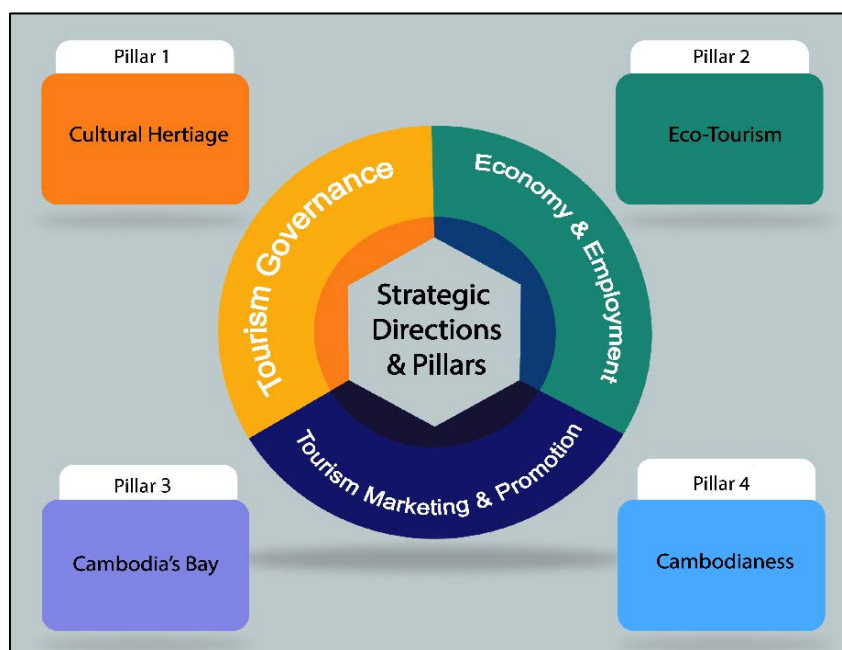 Pillar 1
Cultural Hertiage
Pillar 2
Eco-Tourism
Tourism Governance
Economy & Employment
Strategic
Directions
& Pillars
Tourism Marketing & Promotion
Pillar 3
Cambodia's Bay
Pillar 4
Cambodianess